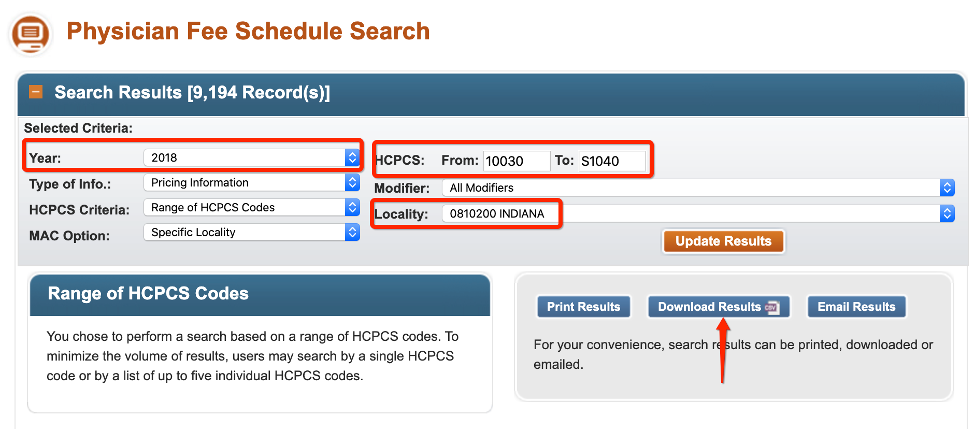 Physician Fee Schedule Search
Search Results [9,194 Record(s)]
Selected Criteria:
Year: 2018
HCPCS: From: 10030 To: S1040
Type of Info.: Pricing Information
Modifier: All Modifiers
HCPCS Criteria: Range of HCPCS Codes
Locality: 0810200 INDIANA
MAC Option: Specific Locality
Update Results
Range of HCPCS Codes
You chose to perform a search based on a range of HCPCS codes. To
minimize the volume of results, users may search by a single HCPCS
code or by a list of up to five individual HCPCS codes.
Print Results
Download Results CSV
Email Results
For your convenience, search results can be printed, downloaded or
emailed.